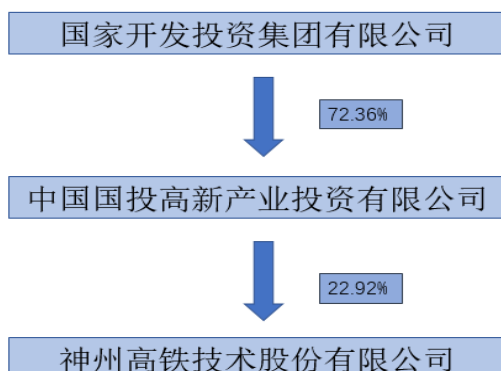 国家开发投资集团有限公司
72.36%
中国国投高新产业投资有限公司
22.92%
神州高铁技术股份有限公司